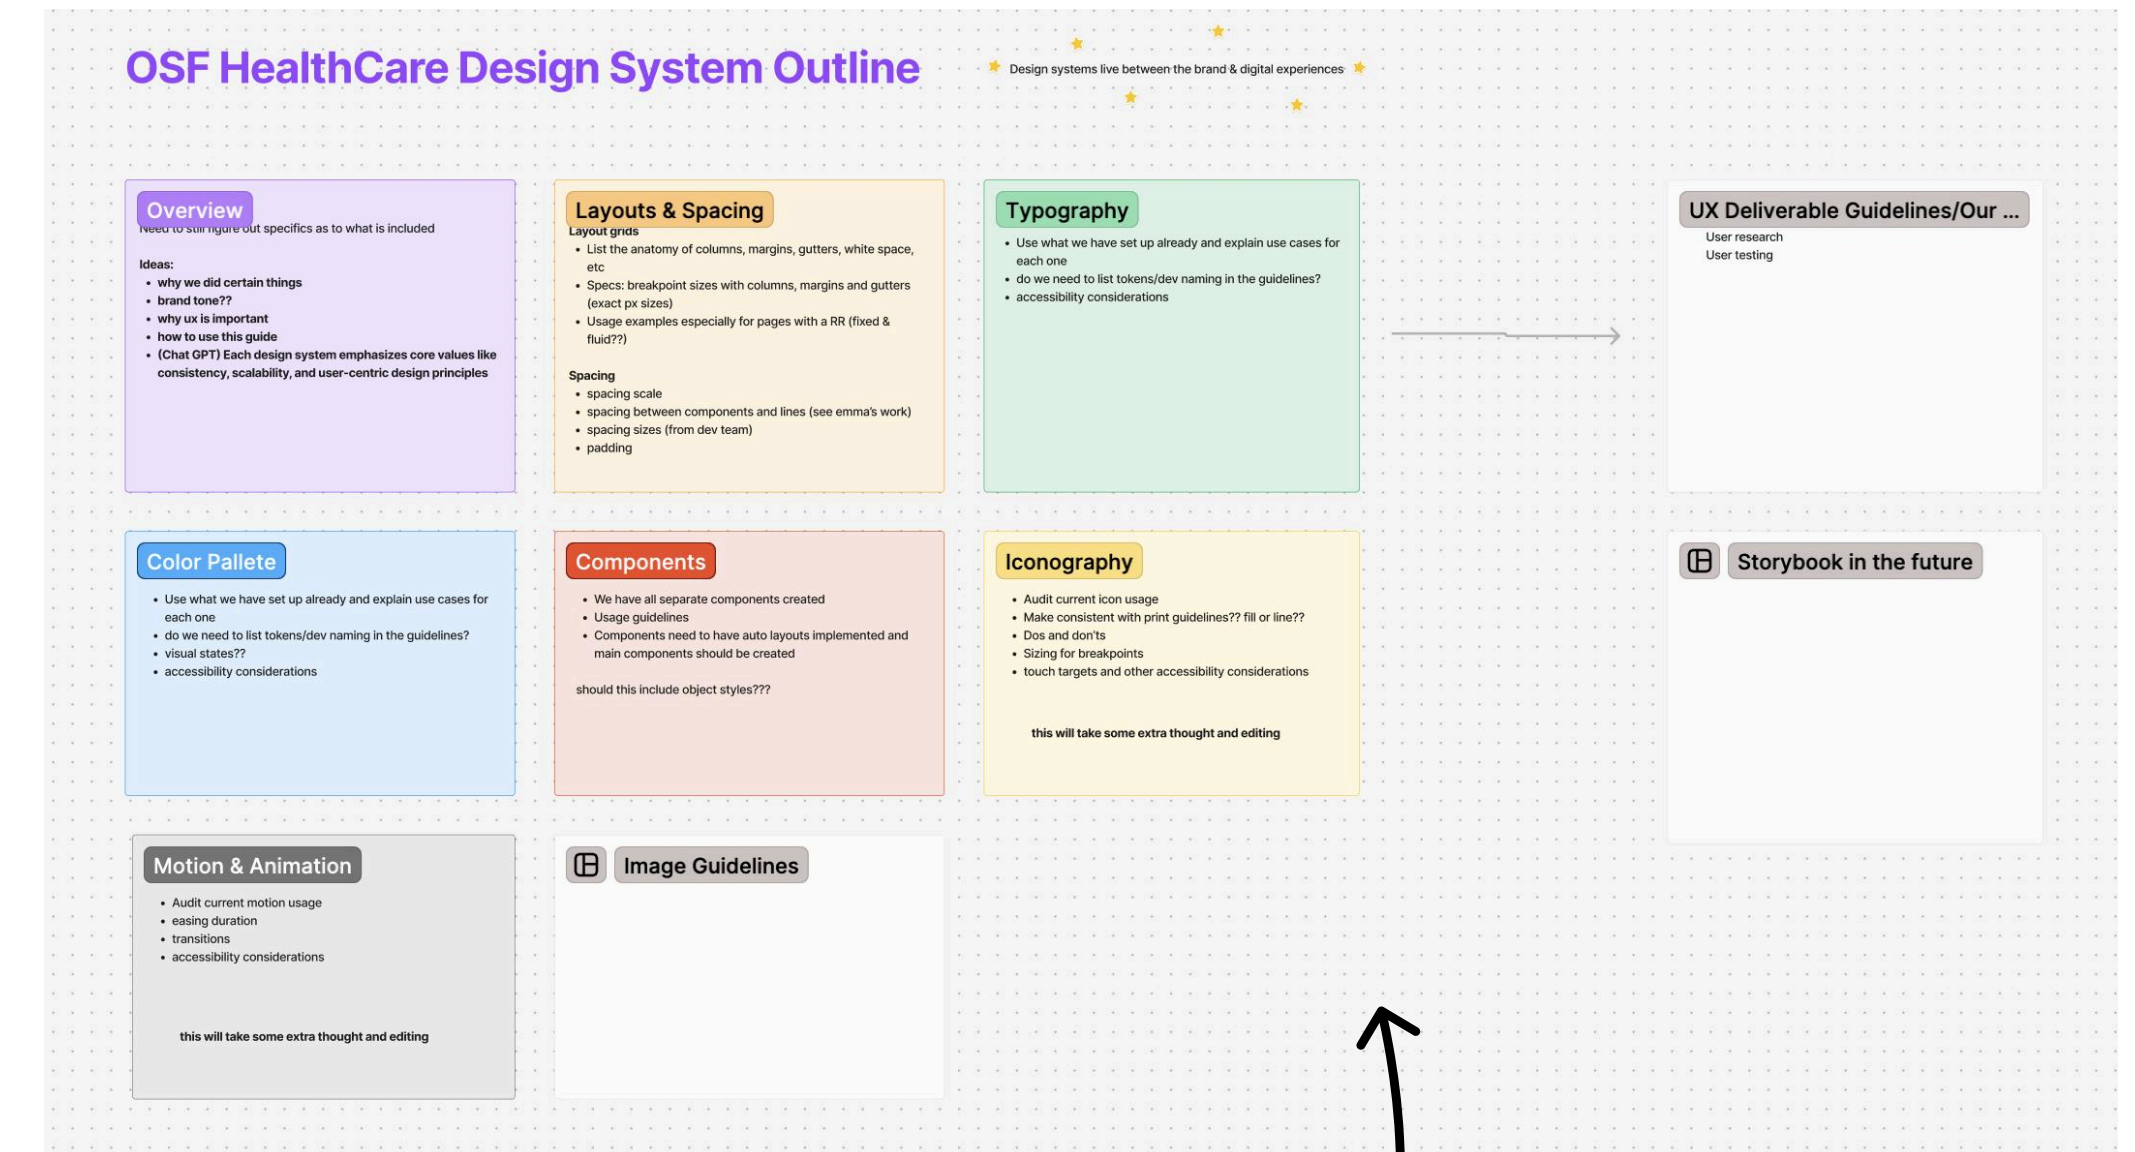 OSF HealthCare Design System Outline
Design systems live between the brand & digital experiences
Overview
Need to still figure out specifics as to what is included
Ideas:
• why we did certain things
• brand tone??
• why ux is important
• how to use this guide
• (Chat GPT) Each design system emphasizes core values like
consistency, scalability, and user-centric design principles
Layouts & Spacing
Layout grids
• List the anatomy of columns, margins, gutters, white space,
etc
• Specs: breakpoint sizes with columns, margins and gutters
(exact px sizes)
• Usage examples especially for pages with a RR (fixed &
fluid??)
Spacing
• spacing scale
• spacing between components and lines (see emma's work)
• spacing sizes (from dev team)
• padding
Typography
• Use what we have set up already and explain use cases for
each one
• do we need to list tokens/dev naming in the guidelines?
• accessibility considerations
UX Deliverable Guidelines/Our ...
User research
User testing
Color Pallete
• Use what we have set up already and explain use cases for
each one
• do we need to list tokens/dev naming in the guidelines?
• visual states??
• accessibility considerations
Components
• We have all separate components created
• Usage guidelines
• Components need to have auto layouts implemented and
main components should be created
should this include object styles???
Iconography
• Audit current icon usage
• Make consistent with print guidelines?? fill or line??
• Dos and don'ts
• Sizing for breakpoints
• touch targets and other accessibility considerations
this will take some extra thought and editing
Storybook in the future
Motion & Animation
• Audit current motion usage
• easing duration
• transitions
• accessibility considerations
this will take some extra thought and editing
Image Guidelines